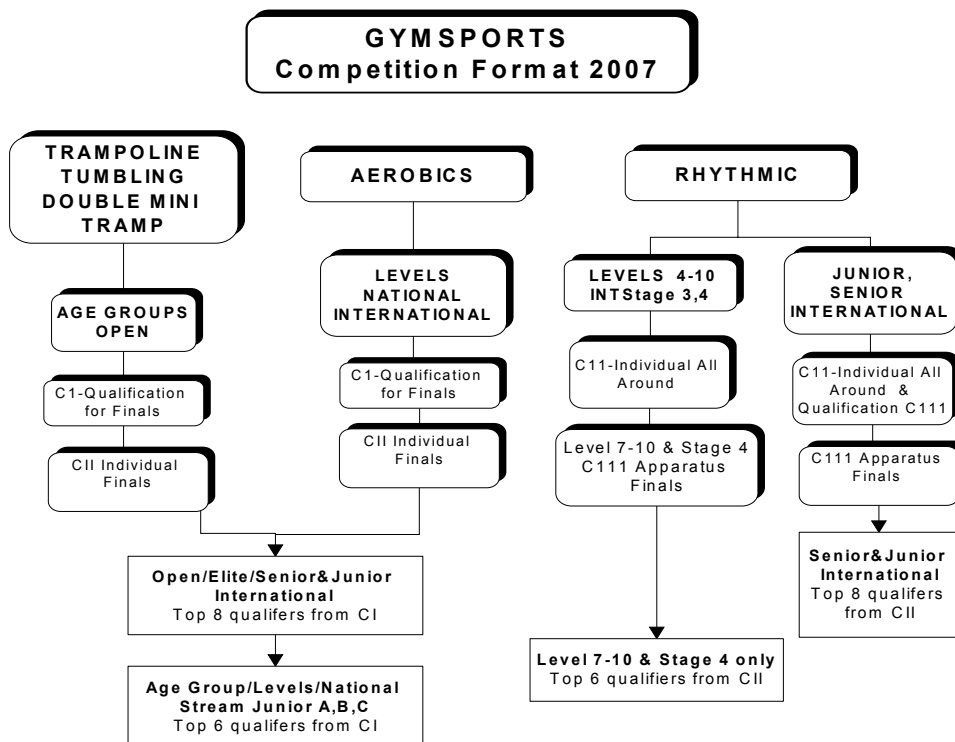 GYMSPORTS
Competition Format 2007
TRAMPOLINE
TUMBLING
DOUBLE MINI
TRAMP
AEROBICS
RHYTHMIC
AGE GROUPS
OPEN
LEVELS
NATIONAL
INTERNATIONAL
LEVELS 4-10
INTStage 3,4
JUNIOR,
SENIOR
INTERNATIONAL
C1-Qualification
for Finals
C1-Qualification
for Finals
C11-Individual All
Around
C11-Individual All
Around &
Qualification C111
CII Individual
Finals
CII Individual
Finals
Level 7-10 & Stage 4
C111 Apparatus
Finals
C111 Apparatus
Finals
Open/Elite/Senior&Junior
International
Top 8 qualifers from CI
Senior&Junior
International
Top 8 qualifers
from CII
Age Group/Levels/National
Stream Junior A,B,C
Top 6 qualifers from CI
Level 7-10 & Stage 4 only
Top 6 qualifiers from CII